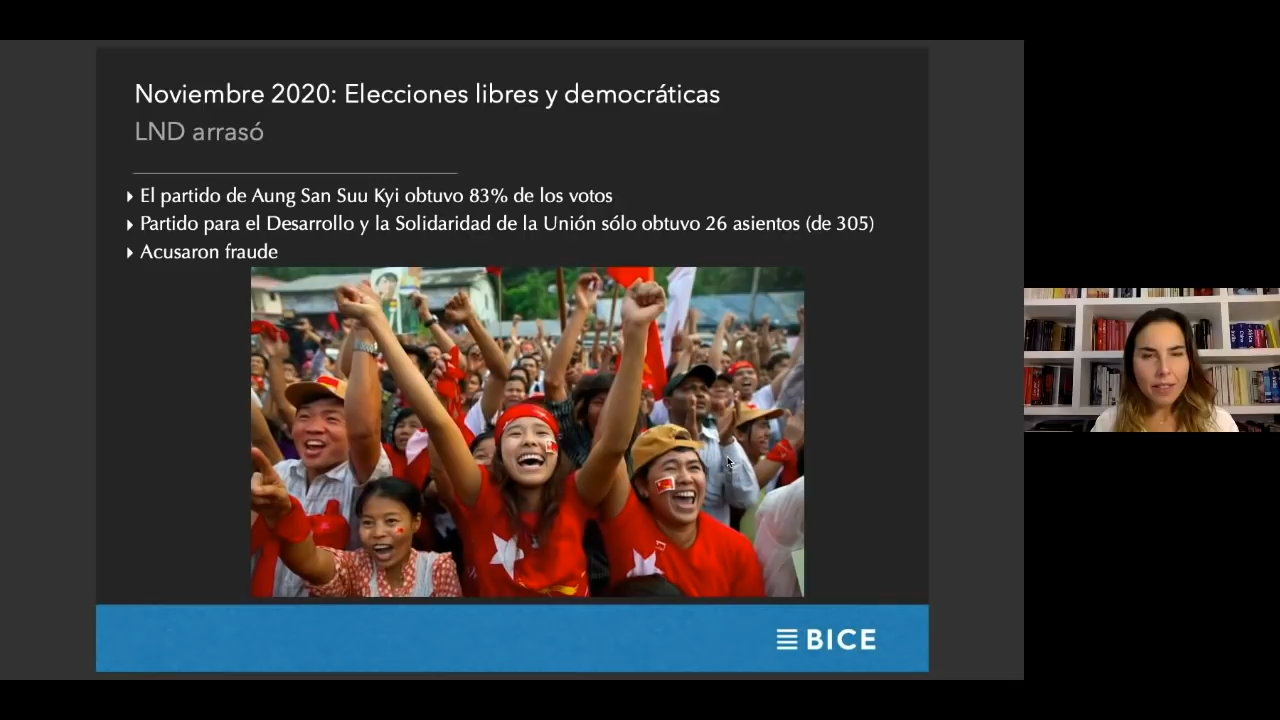 Noviembre 2020: Elecciones libres y democráticas
LND arrasó
El partido de Aung San Suu Kyi obtuvo 83% de los votos
Partido para el Desarrollo y la Solidaridad de la Unión sólo obtuvo 26 asientos (de 305)
Acusaron fraude
BICE